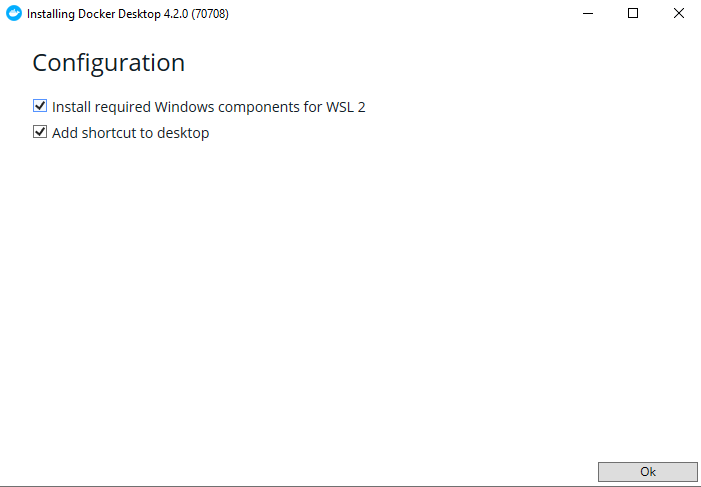 Installing Docker Desktop 4.2.0 (70708)
Configuration
Install required Windows components for WSL 2
Add shortcut to desktop
Ok